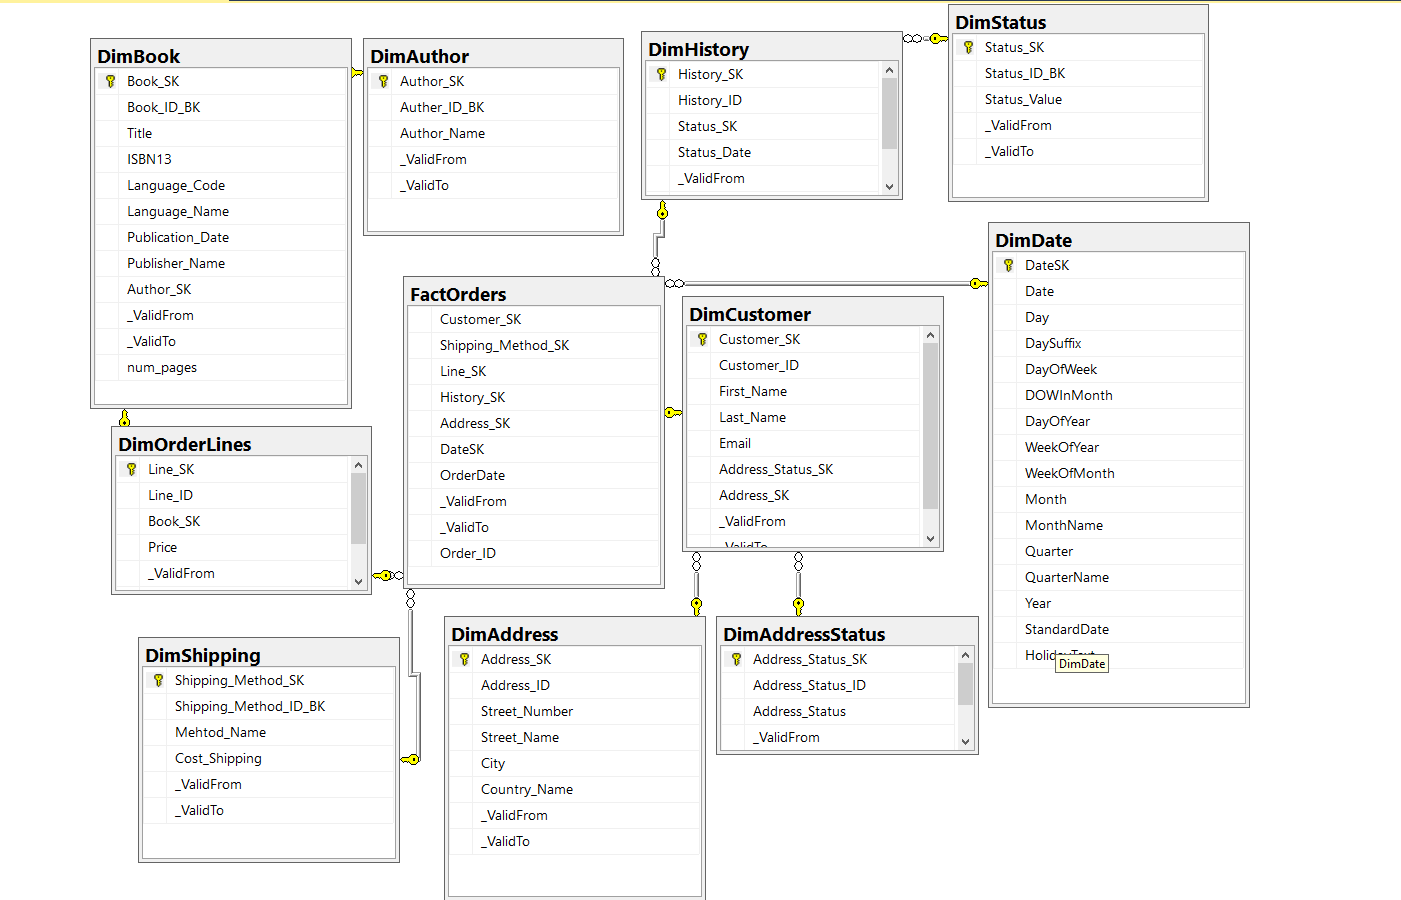 DimBook
Book_SK
Book_ID_BK
Title
ISBN13
Language_Code
Language_Name
Publication_Date
Publisher_Name
Author_SK
_ValidFrom
_ValidTo
num_pages
DimAuthor
Author_SK
Auther_ID_BK
Author_Name
_ValidFrom
_ValidTo
DimHistory
History_SK
History_ID
Status_SK
Status_Date
_ValidFrom
DimStatus
Status_SK
Status_ID_BK
Status_Value
_ValidFrom
_ValidTo
DimDate
DateSK
Date
Day
DaySuffix
DayOfWeek
DOWInMonth
DayOfYear
WeekOfYear
WeekOfMonth
Month
MonthName
Quarter
QuarterName
Year
StandardDate
DimDate
FactOrders
Customer_SK
Shipping_Method_SK
Line_SK
History_SK
Address_SK
DateSK
OrderDate
_ValidFrom
_ValidTo
Order_ID
DimCustomer
Customer_SK
Customer_ID
First_Name
Last_Name
Email
Address_Status_SK
Address_SK
_ValidFrom
_ValidTo
DimOrderLines
Line_SK
Line_ID
Book_SK
Price
_ValidFrom
DimShipping
Shipping_Method_SK
Shipping_Method_ID_BK
Mehtod_Name
Cost_Shipping
_ValidFrom
_ValidTo
DimAddress
Address_SK
Address_ID
Street_Number
Street_Name
City
Country_Name
_ValidFrom
_ValidTo
DimAddressStatus
Address_Status_SK
Address_Status_ID
Address_Status
_ValidFrom